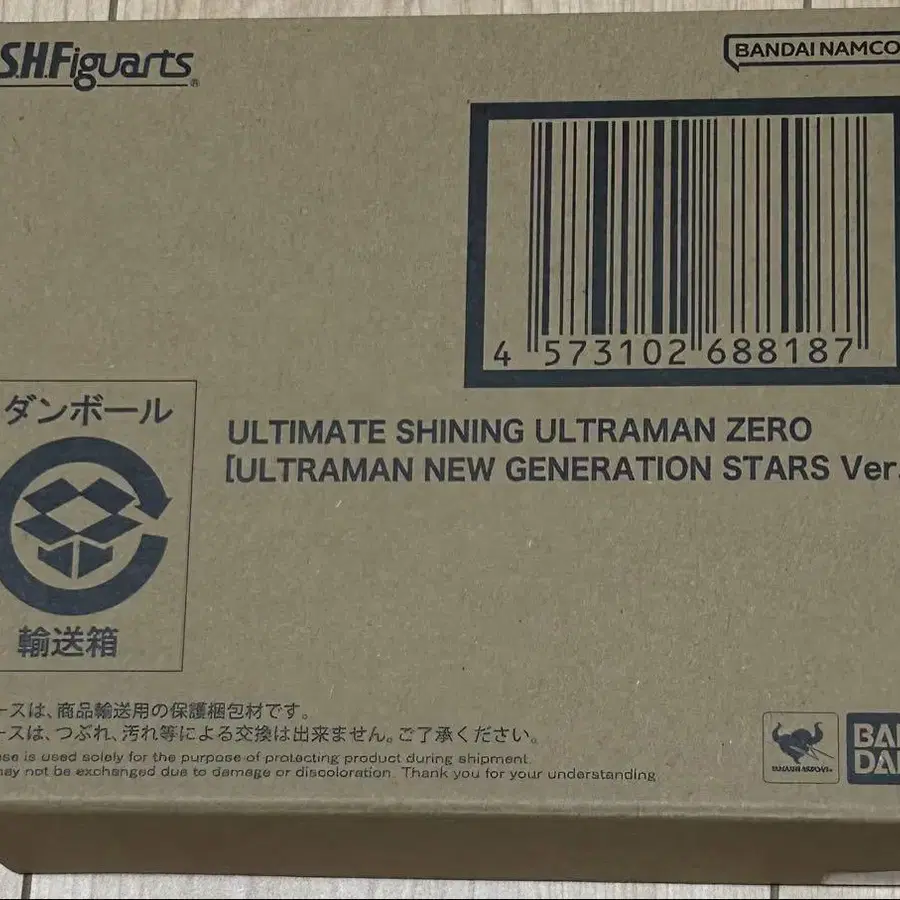 S.H.Figuarts
BANDAI NAMCO
4 573102 688187
ダンボール
ULTIMATE SHINING ULTRAMAN ZERO
[ULTRAMAN NEW GENERATION STARS Ver.
輸送箱
ースは、商品輸送用の保護梱包材です。
ースは、つぶれ、汚れ等による交換は出来ません。ご了承ください。
se is used solely for the purpose of protecting product during shipment.
may not be exchanged due to damage or discoloration. Thank you for your understanding
TAMASHII NATIONS
BAN
DAI